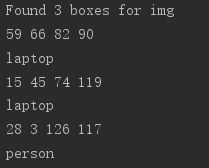 Found 3 boxes for img
59 66 82 90
laptop
15 45 74 119
laptop
28 3 126 117
person